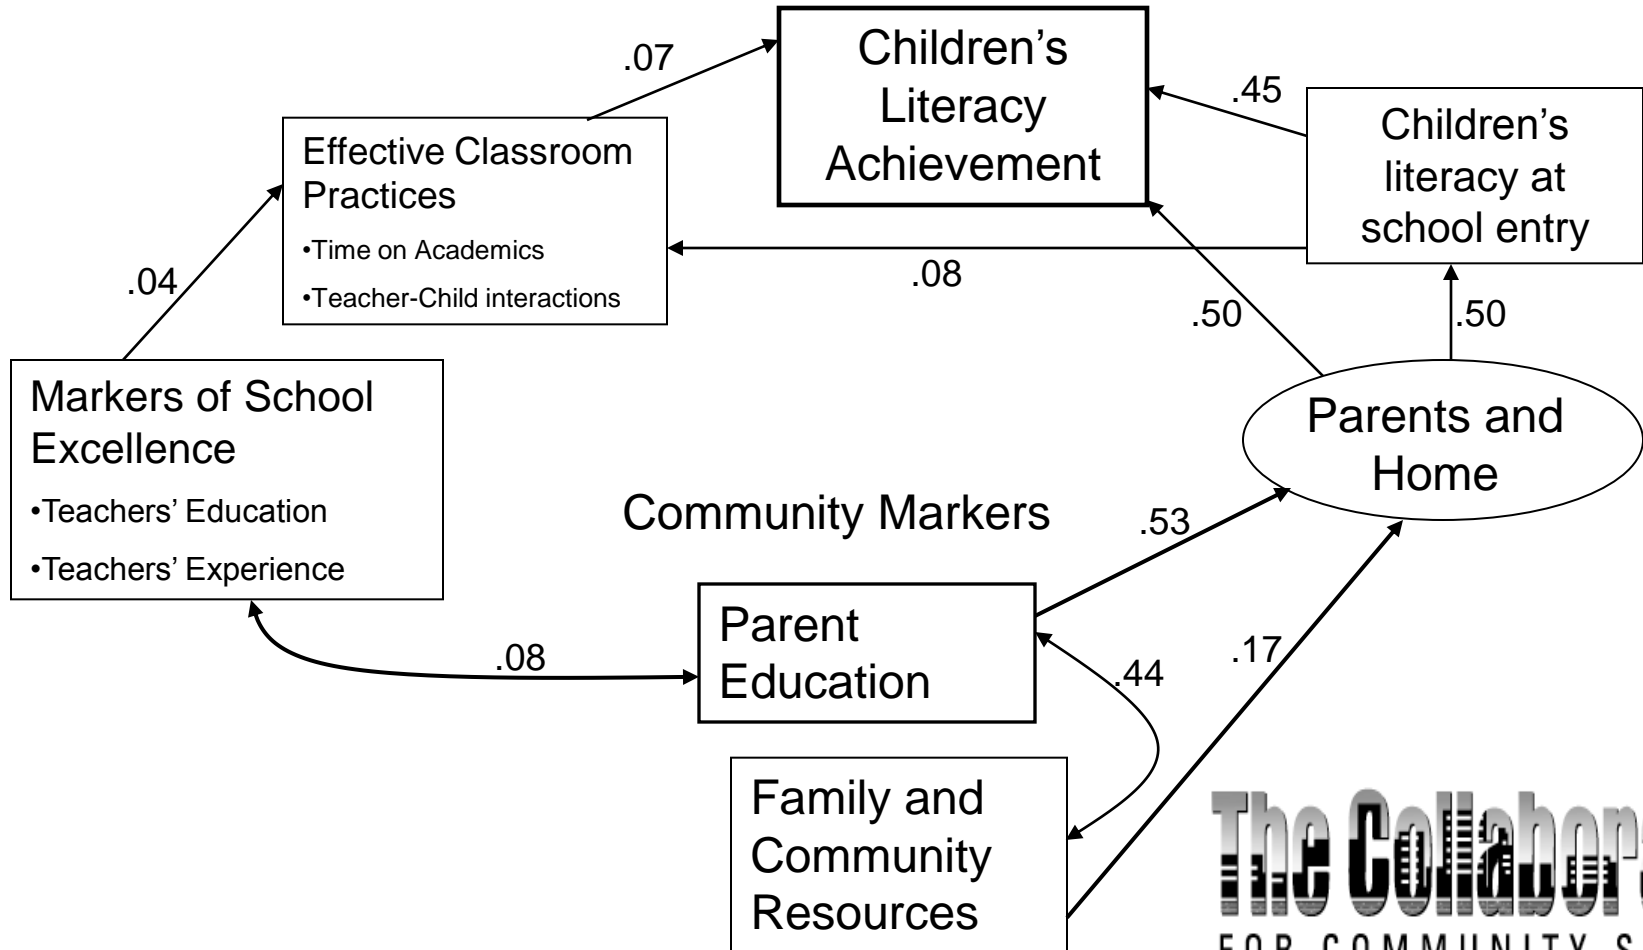 .07
Children’s
Literacy
Achievement
.45
Children’s
literacy at
school entry
Effective Classroom
Practices
•Time on Academics
•Teacher-Child interactions
.04
.08
.50
.50
Markers of School
Excellence
•Teachers’ Education
•Teachers’ Experience
Parents and
Home
Community Markers
.53
Parent
Education
.08
.17
.44
Family and
Community
Resources
The
FOR COMMUNITY